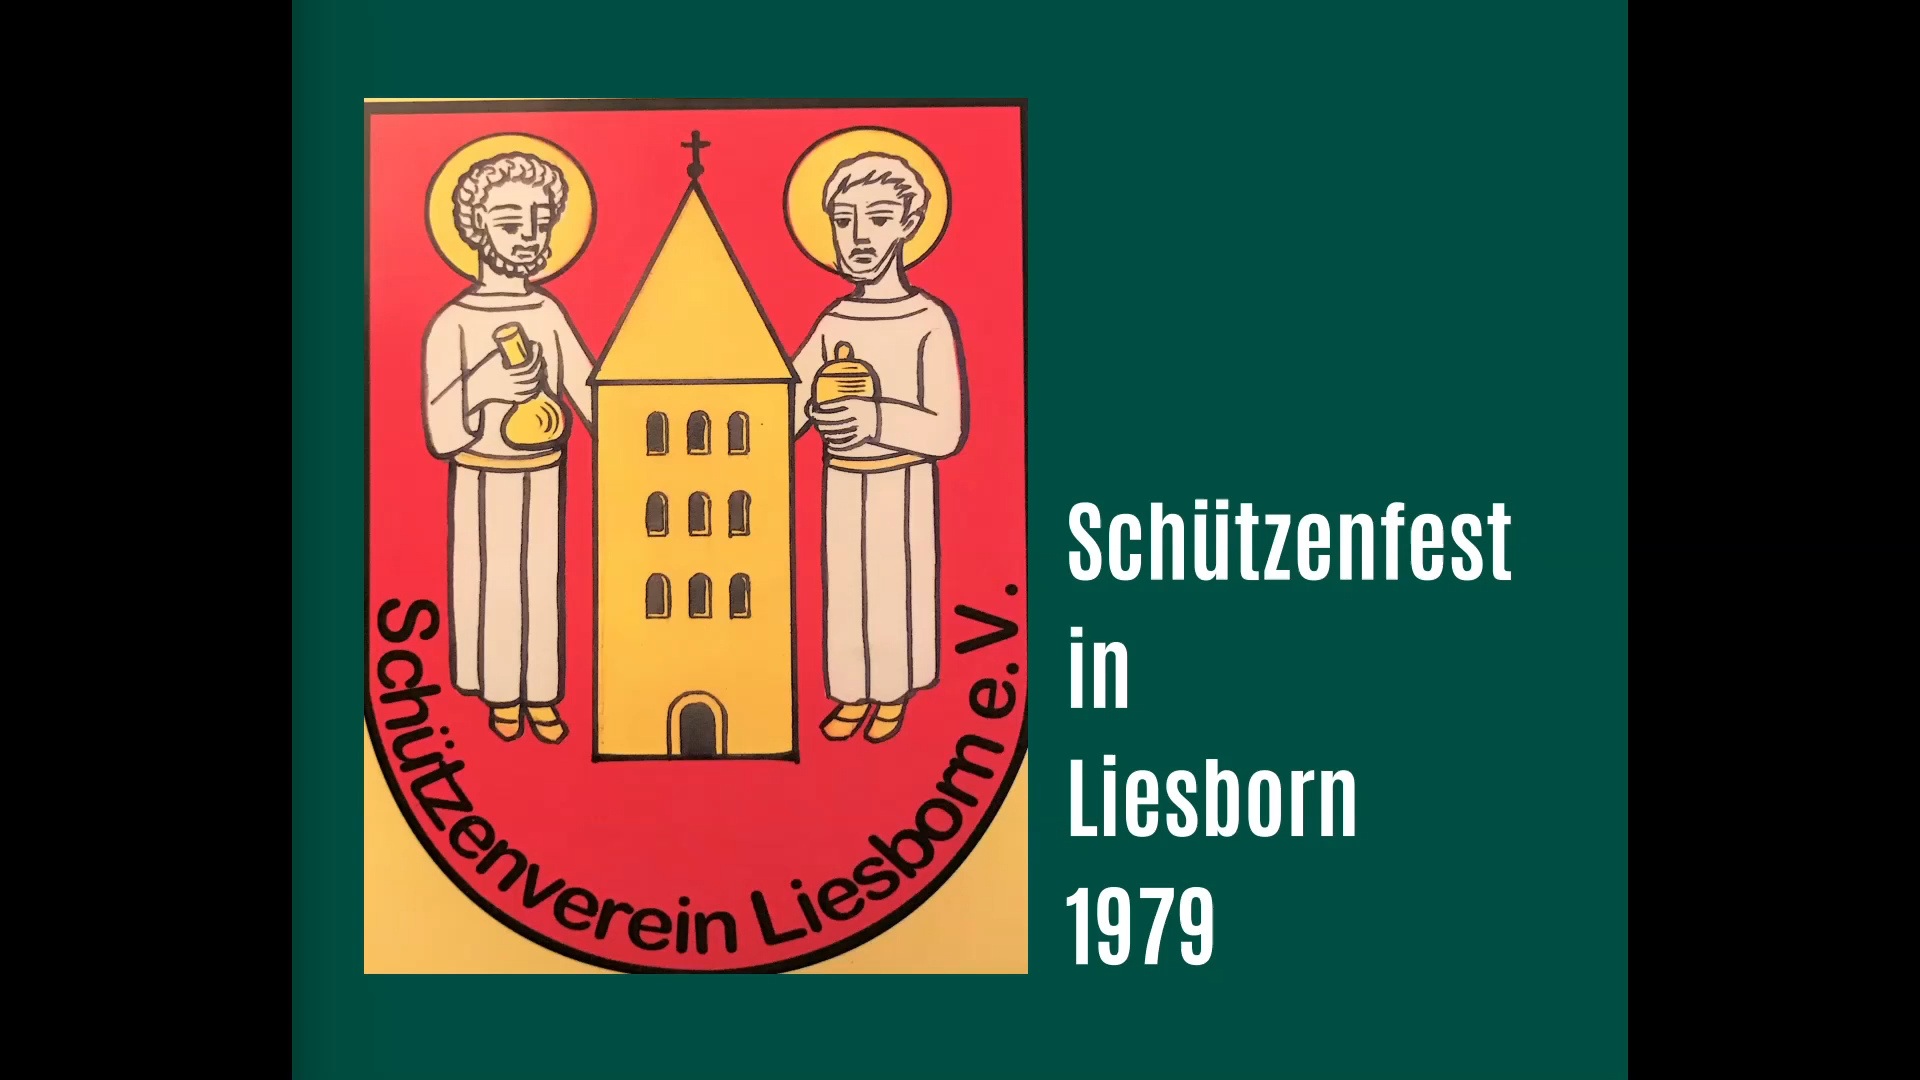 Schützenverein Liesborn e.V.
Schützenfest
in
Liesborn
1979